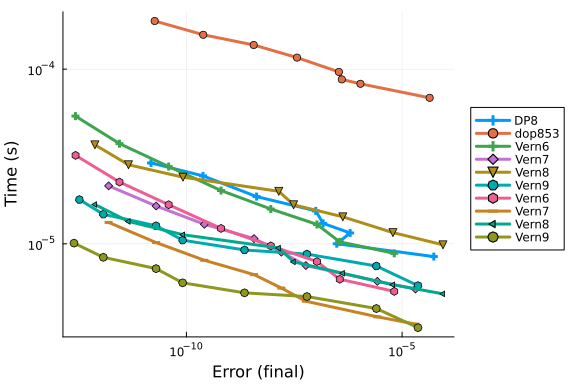 Time (s)
10⁻⁴
10⁻⁵
10⁻¹⁰
10⁻⁵
Error (final)
DP8
dop853
Vern6
Vern7
Vern8
Vern9
Vern6
Vern7
Vern8
Vern9